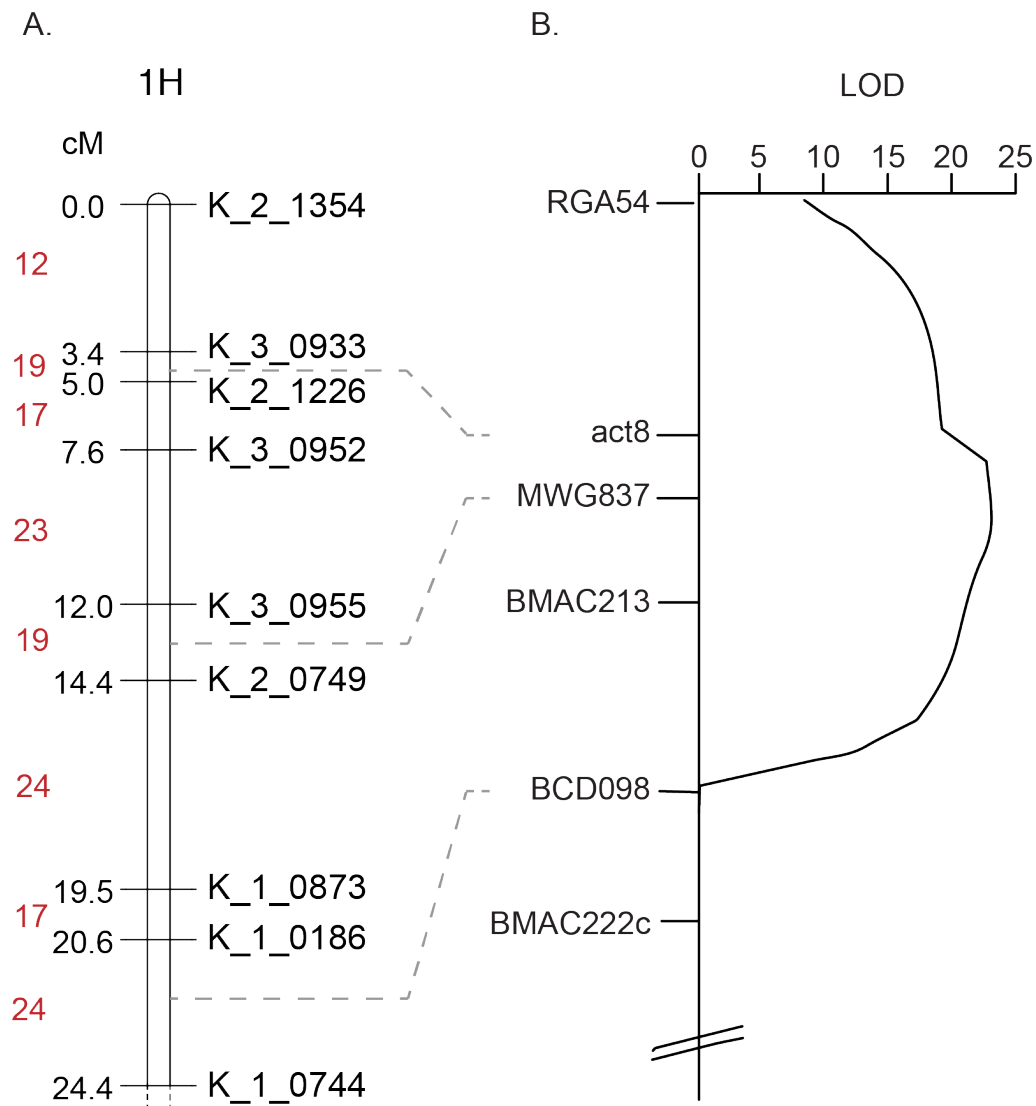 A.
1H
cM
0.0 K_2_1354
12
3.4 K_3_0933
19
5.0 K_2_1226
17
7.6 K_3_0952
23
12.0 K_3_0955
19
14.4 K_2_0749
24
19.5 K_1_0873
17
20.6 K_1_0186
24
24.4 K_1_0744
B.
LOD
0 5 10 15 20 25
RGA54
act8
MWG837
BMAC213
BCD098
BMAC222c